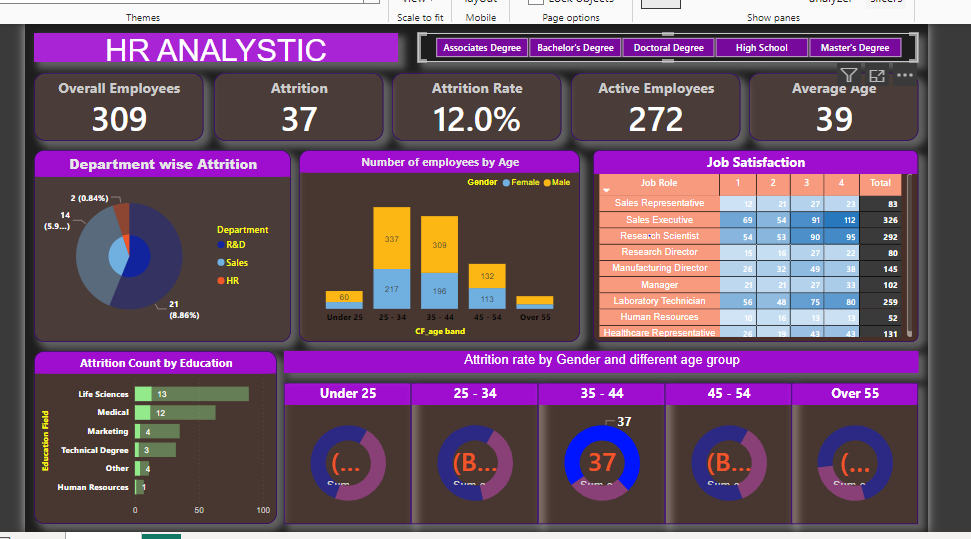 Themes
Scale to fit
Mobile
Page options
Show panes
HR ANALYSTIC
Associates Degree
Bachelor's Degree
Doctoral Degree
High School
Master's Degree
Overall Employees
309
Attrition
37
Attrition Rate
12.0%
Active Employees
272
Average Age
39
Department wise Attrition
2 (0.84%)
14
(5.9...)
21
(8.86%)
Department
R&D
Sales
HR
Number of employees by Age
Gender Female Male
60
337
217
309
196
132
113
Under 25 25 - 34 35 - 44 45 - 54 Over 55
CF_age band
Job Satisfaction
Job Role 1 2 3 4 Total
Sales Representative 12 21 27 23 83
Sales Executive 69 54 91 112 326
Research Scientist 54 53 90 95 292
Research Director 15 16 27 22 80
Manufacturing Director 26 32 49 38 145
Manager 21 21 27 33 102
Laboratory Technician 56 48 75 80 259
Human Resources 10 16 13 13 52
Healthcare Representative 26 19 43 43 131
Attrition Count by Education
Education Field
Life Sciences 13
Medical 12
Marketing 4
Technical Degree 3
Other 4
Human Resources 1
0 50 100
Attrition rate by Gender and different age group
Under 25
25 - 34
35 - 44
45 - 54
Over 55
(...
(B...
37
37
(B...
(...